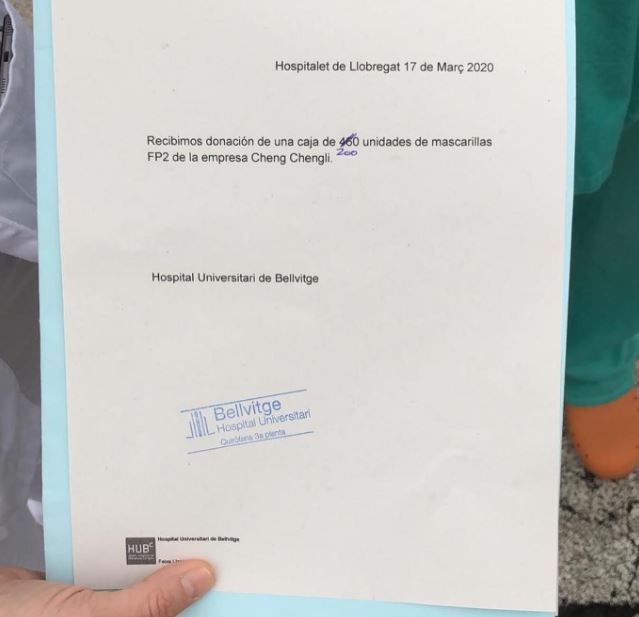 Hospitalet de Llobregat 17 de Març 2020
Recibimos donación de una caja de 460 unidades de mascarillas
200
FP2 de la empresa Cheng Chengli.
Hospital Universitari de Bellvitge
Bellvitge
Hospital Universitari
Quiròfans 3a planta
HUB
Hospital Universitari de Bellvitge
Feixa